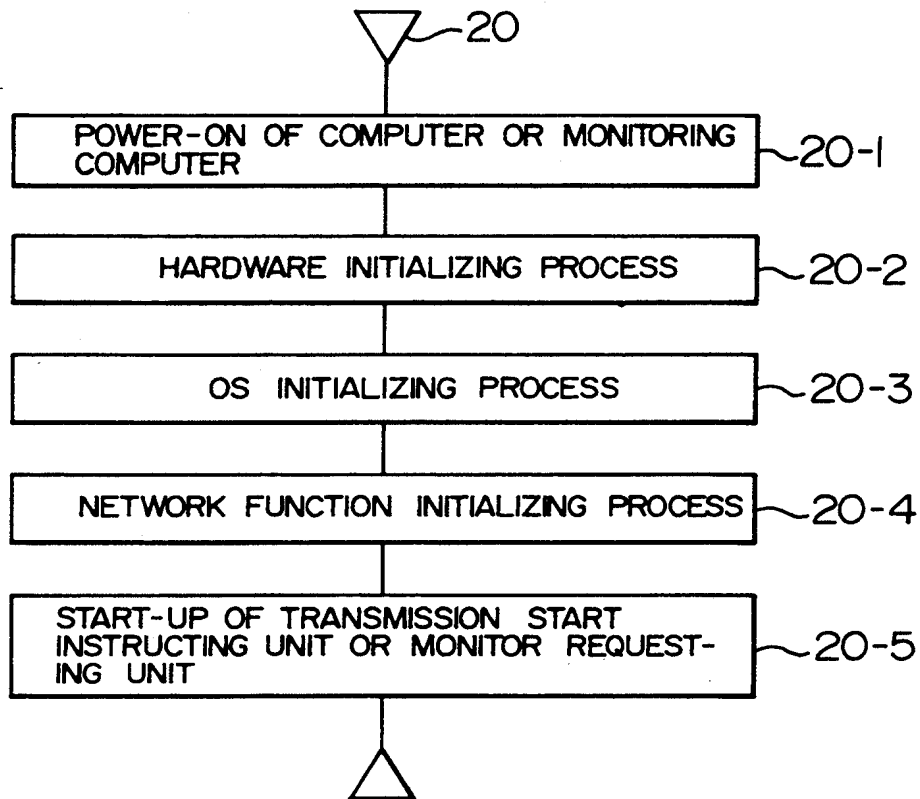 20
POWER-ON OF COMPUTER OR MONITORING
COMPUTER
20-1
HARDWARE INITIALIZING PROCESS
20-2
OS INITIALIZING PROCESS
20-3
NETWORK FUNCTION INITIALIZING PROCESS
20-4
START-UP OF TRANSMISSION START
INSTRUCTING UNIT OR MONITOR REQUEST-
ING UNIT
20-5